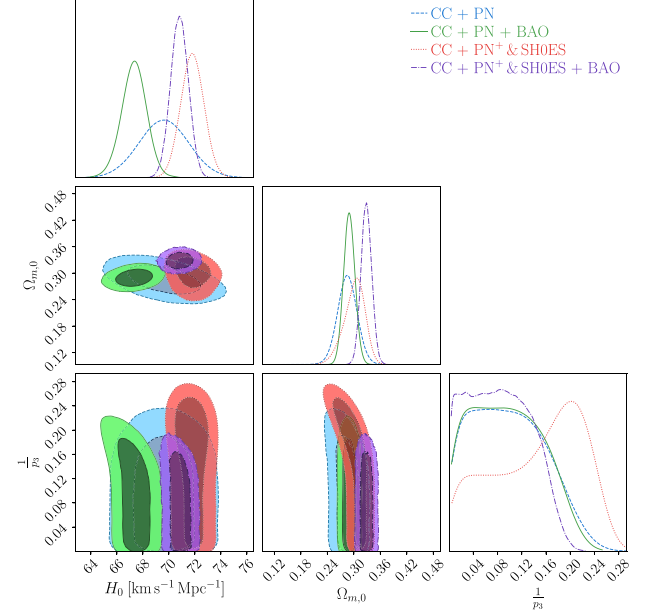 CC + PN
CC + PN + BAO
CC + PN⁺ & SH0ES
CC + PN⁺ & SH0ES + BAO
0.48
0.42
0.36
0.30
0.24
0.18
0.12
Ωm,0
0.28
0.24
0.20
0.16
0.12
0.08
0.04
1/p₃
64 66 68 70 72 74 76
H₀ [km s⁻¹ Mpc⁻¹]
0.12 0.18 0.24 0.30 0.36 0.42 0.48
Ωm,0
0.04 0.08 0.12 0.16 0.20 0.24 0.28
1/p₃